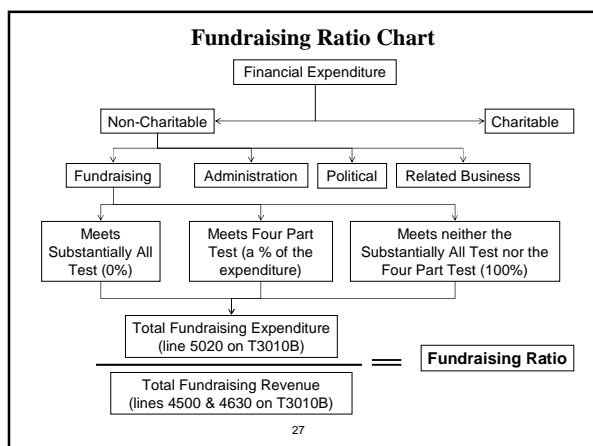 Fundraising Ratio Chart
Financial Expenditure
Non-Charitable
Charitable
Fundraising
Administration
Political
Related Business
Meets
Substantially All
Test (0%)
Meets Four Part
Test (a % of the
expenditure)
Meets neither the
Substantially All Test nor the
Four Part Test (100%)
Total Fundraising Expenditure
(line 5020 on T3010B)
=
Fundraising Ratio
Total Fundraising Revenue
(lines 4500 & 4630 on T3010B)
27